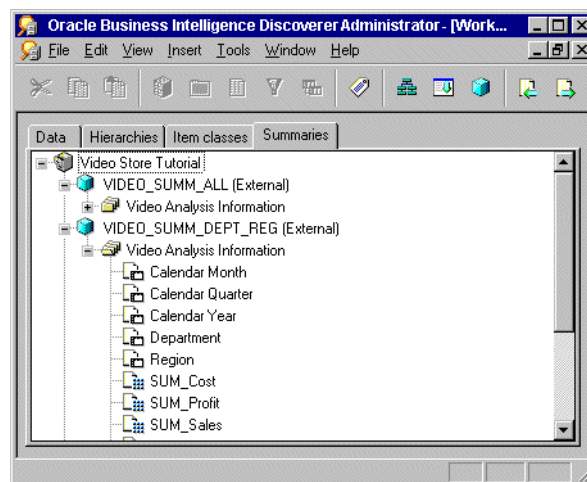 Oracle Business Intelligence Discoverer Administrator - [Work...
File Edit View Insert Tools Window Help
Data Hierarchies Item classes Summaries
Video Store Tutorial
VIDEO_SUMM_ALL (External)
Video Analysis Information
VIDEO_SUMM_DEPT_REG (External)
Video Analysis Information
Calendar Month
Calendar Quarter
Calendar Year
Department
Region
SUM_Cost
SUM_Profit
SUM_Sales